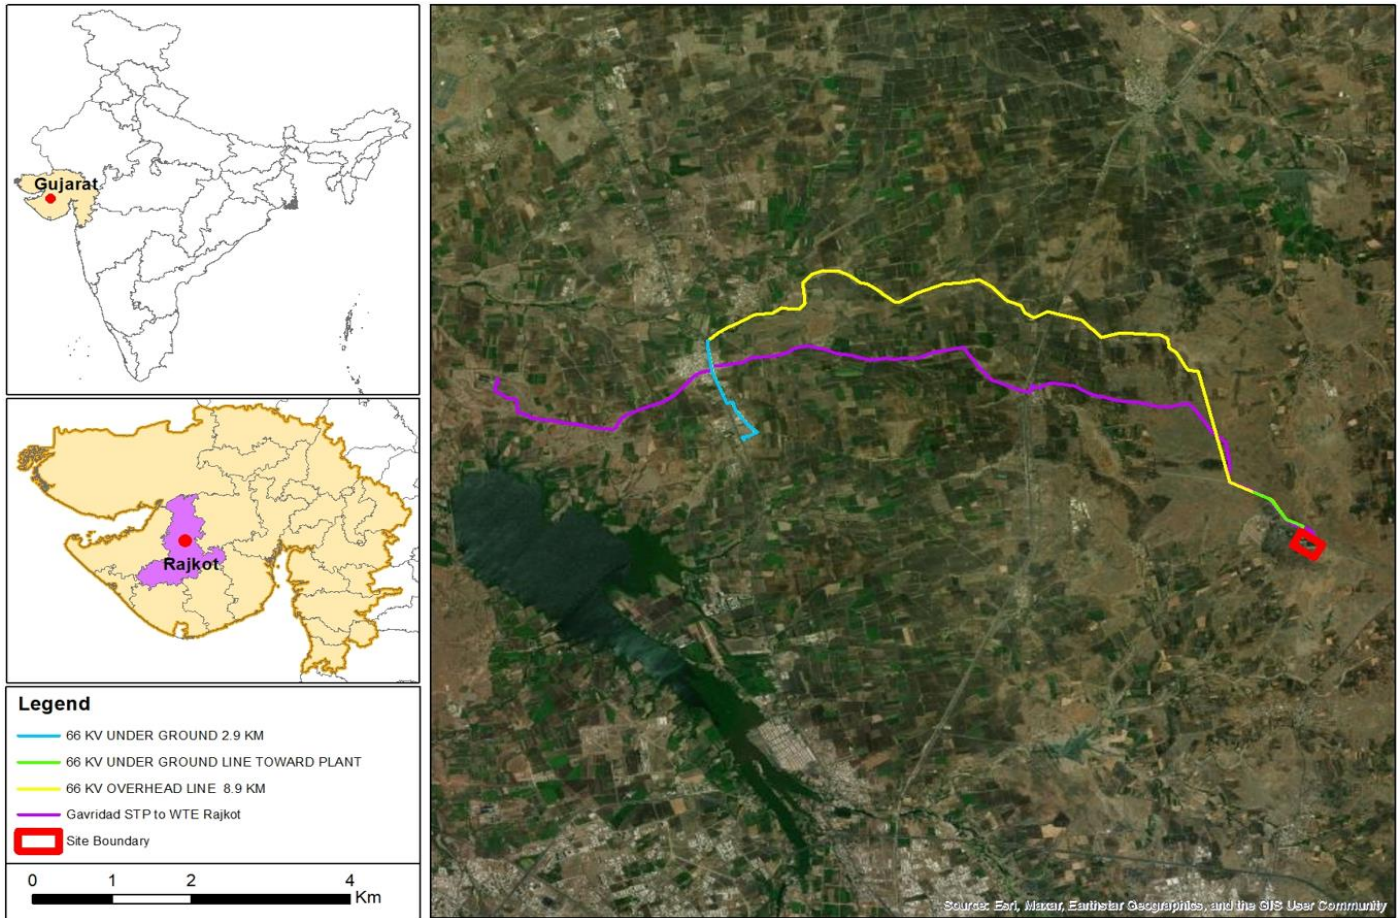 Gujarat
Rajkot
Legend
66 KV UNDER GROUND 2.9 KM
66 KV UNDER GROUND LINE TOWARD PLANT
66 KV OVERHEAD LINE 8.9 KM
Gavridad STP to WTE Rajkot
Site Boundary
0 1 2 4
Km
Source: Esri, Maxar, Earthstar Geographics, and the GIS User Community